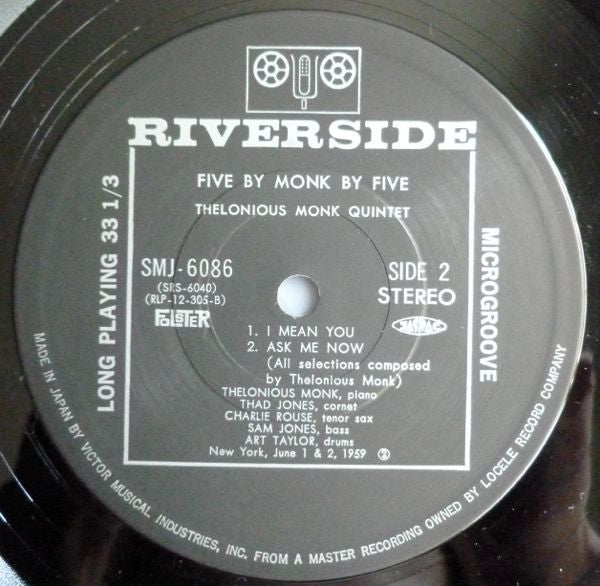 RIVERSIDE
FIVE BY MONK BY FIVE
THELONIOUS MONK QUINTET
LONG PLAYING 33 1/3
MICROGROOVE
SMJ-6086
(SRS-6040)
(RLP-12-305-B)
SIDE 2
STEREO
JASRAC
1. I MEAN YOU
2. ASK ME NOW
(All selections composed
by Thelonious Monk)
THELONIOUS MONK, piano
THAD JONES, cornet
CHARLIE ROUSE, tenor sax
SAM JONES, bass
ART TAYLOR, drums
New York, June 1 & 2, 1959 ②
MADE IN JAPAN BY VICTOR MUSICAL INDUSTRIES, INC. FROM A MASTER RECORDING OWNED BY LOCELE RECORD COMPANY